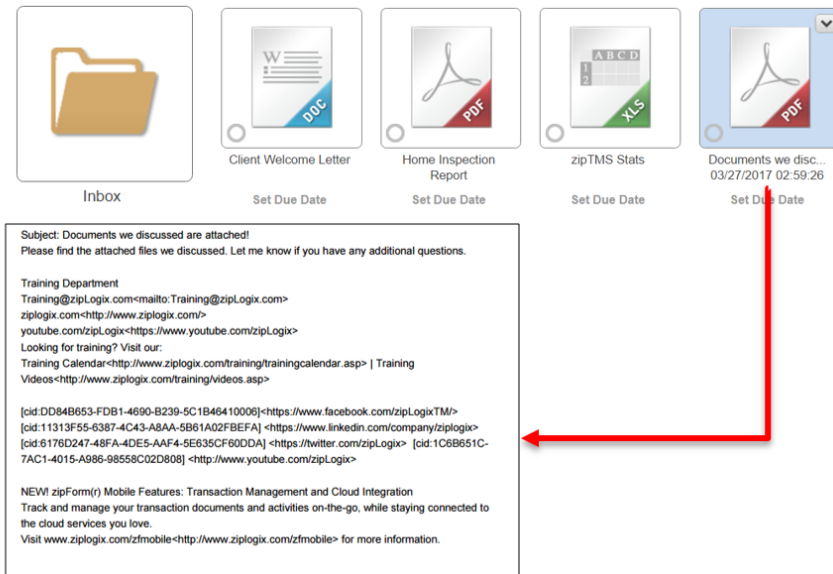 W
DOC
PDF
A B C D
1
2
XLS
PDF
Client Welcome Letter
Home Inspection
Report
zipTMS Stats
Documents we disc...
03/27/2017 02:59:26
Inbox
Set Due Date
Set Due Date
Set Due Date
Set Due Date
Subject: Documents we discussed are attached!
Please find the attached files we discussed. Let me know if you have any additional questions.
Training Department
Training@zipLogix.com<mailto:Training@zipLogix.com>
ziplogix.com<http://www.ziplogix.com/>
youtube.com/zipLogix<https://www.youtube.com/zipLogix>
Looking for training? Visit our:
Training Calendar<http://www.ziplogix.com/training/trainingcalendar.asp> | Training
Videos<http://www.ziplogix.com/training/videos.asp>
[cid:DD84B653-FDB1-4690-B239-5C1B46410006]<https://www.facebook.com/zipLogixTM/>
[cid:11313F55-6387-4C43-A8AA-5B61A02FBEFA] <https://www.linkedin.com/company/ziplogix>
[cid:6176D247-48FA-4DE5-AAF4-5E635CF60DDA] <https://twitter.com/zipLogix> [cid:1C6B651C-
7AC1-4015-A986-98558C02D808] <http://www.youtube.com/zipLogix>
NEW! zipForm(r) Mobile Features: Transaction Management and Cloud Integration
Track and manage your transaction documents and activities on-the-go, while staying connected to
the cloud services you love.
Visit www.ziplogix.com/zfmobile<http://www.ziplogix.com/zfmobile> for more information.